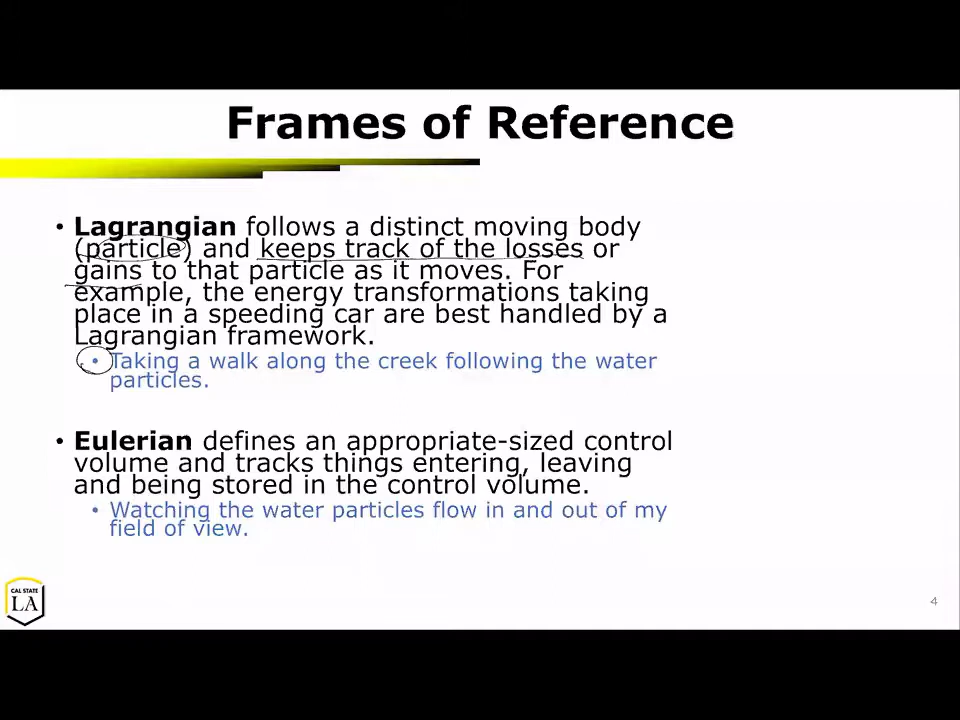 Frames of Reference
• Lagrangian follows a distinct moving body
(particle) and keeps track of the losses or
gains to that particle as it moves. For
example, the energy transformations taking
place in a speeding car are best handled by a
Lagrangian framework.
• Taking a walk along the creek following the water
particles.
• Eulerian defines an appropriate-sized control
volume and tracks things entering, leaving
and being stored in the control volume.
• Watching the water particles flow in and out of my
field of view.
CAL STATE
LA
4